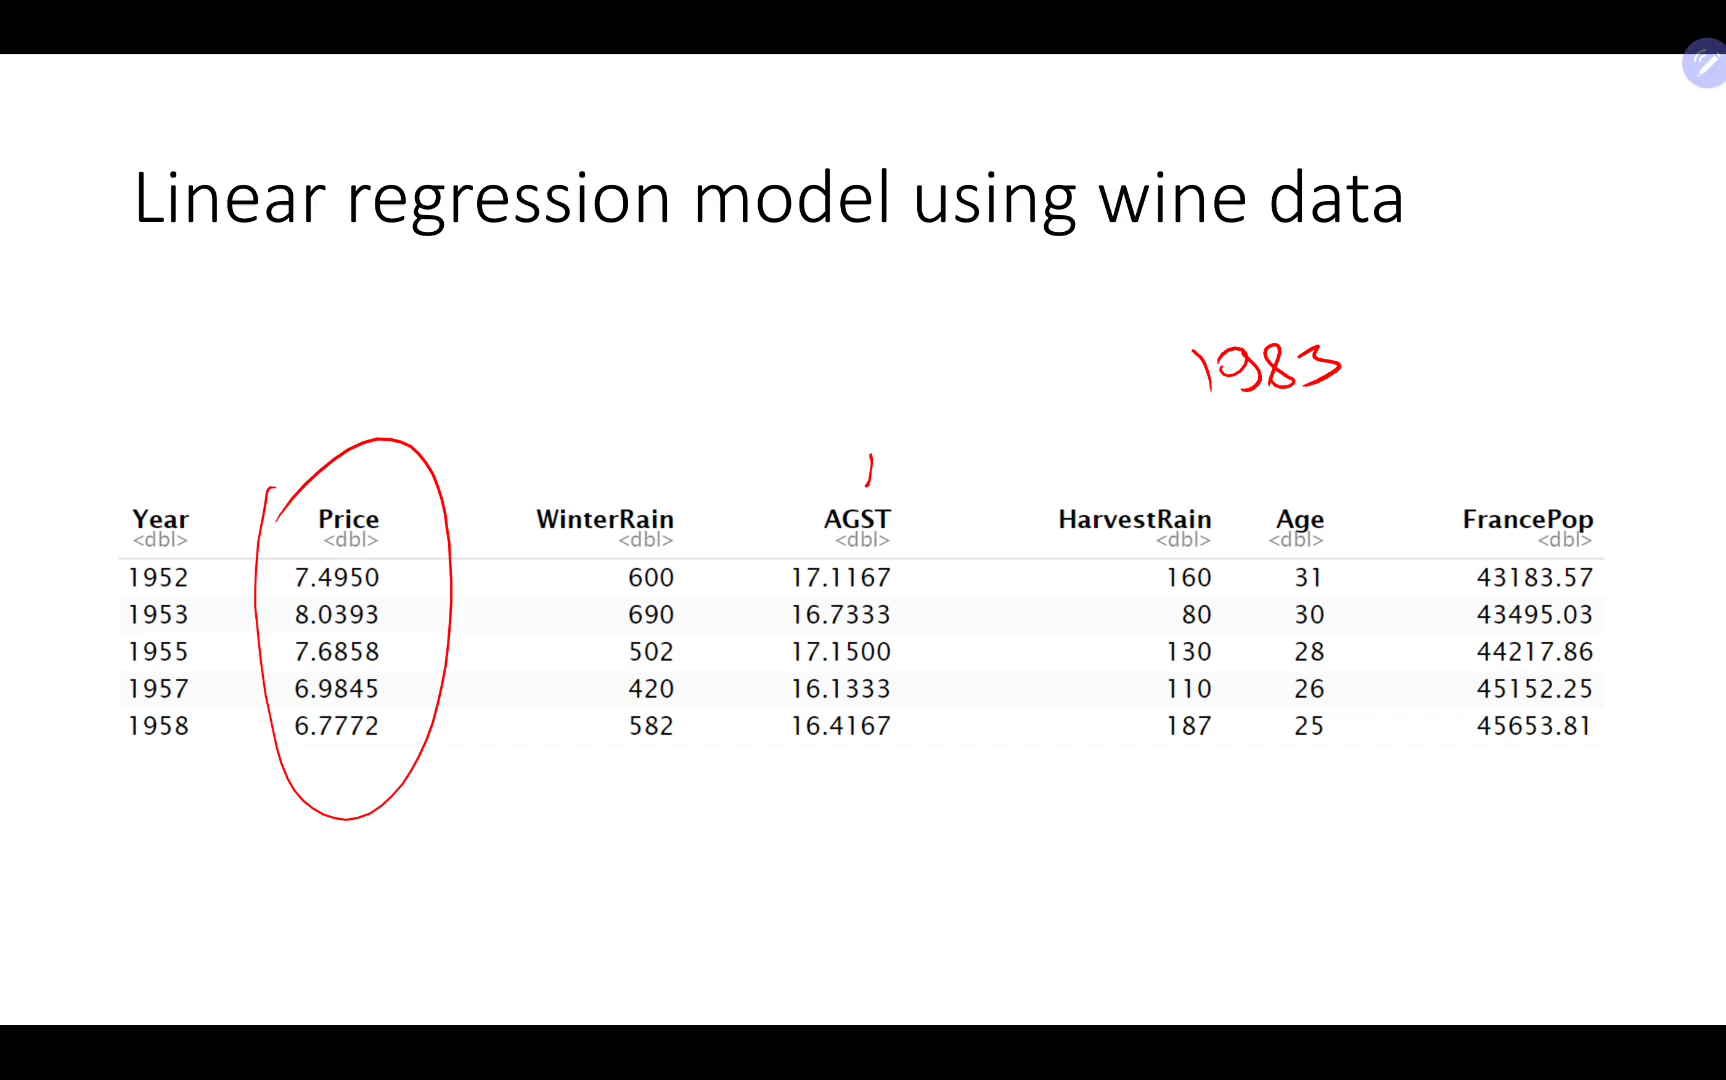 Linear regression model using wine data
1983
Year Price WinterRain AGST HarvestRain Age FrancePop
<dbl> <dbl> <dbl> <dbl> <dbl> <dbl> <dbl>
1952 7.4950 600 17.1167 160 31 43183.57
1953 8.0393 690 16.7333 80 30 43495.03
1955 7.6858 502 17.1500 130 28 44217.86
1957 6.9845 420 16.1333 110 26 45152.25
1958 6.7772 582 16.4167 187 25 45653.81